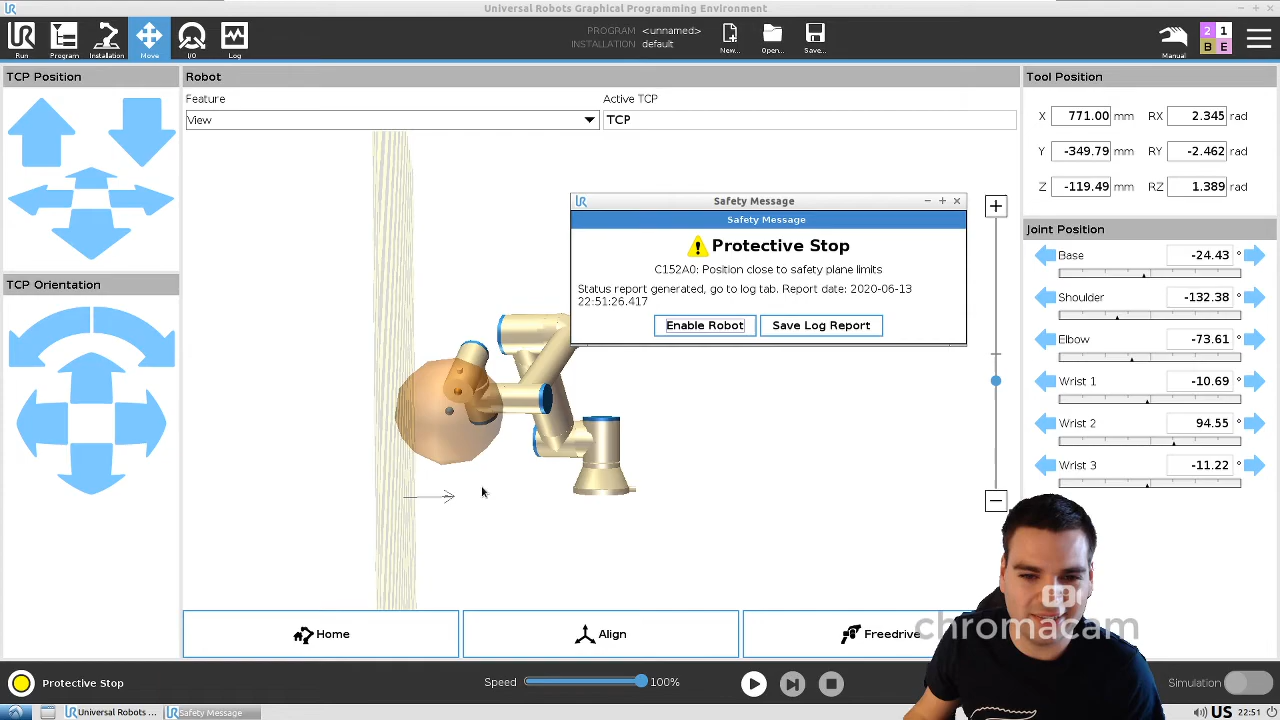 Universal Robots Graphical Programming Environment
Run
Program
Installation
Move
I/O
Log
PROGRAM <unnamed>
INSTALLATION default
New...
Open...
Save...
Manual
2 1
B E
TCP Position
Robot
Tool Position
Feature
Active TCP
View
TCP
X 771.00 mm RX 2.345 rad
Y -349.79 mm RY -2.462 rad
Z -119.49 mm RZ 1.389 rad
Safety Message
Safety Message
Protective Stop
C152A0: Position close to safety plane limits
Status report generated, go to log tab. Report date: 2020-06-13
22:51:26.417
Enable Robot
Save Log Report
Joint Position
Base -24.43 °
Shoulder -132.38 °
Elbow -73.61 °
Wrist 1 -10.69 °
Wrist 2 94.55 °
Wrist 3 -11.22 °
TCP Orientation
Home
Align
Freedrive
chromacam
Protective Stop
Speed 100%
Simulation
Universal Robots ...
Safety Message
US 22:51